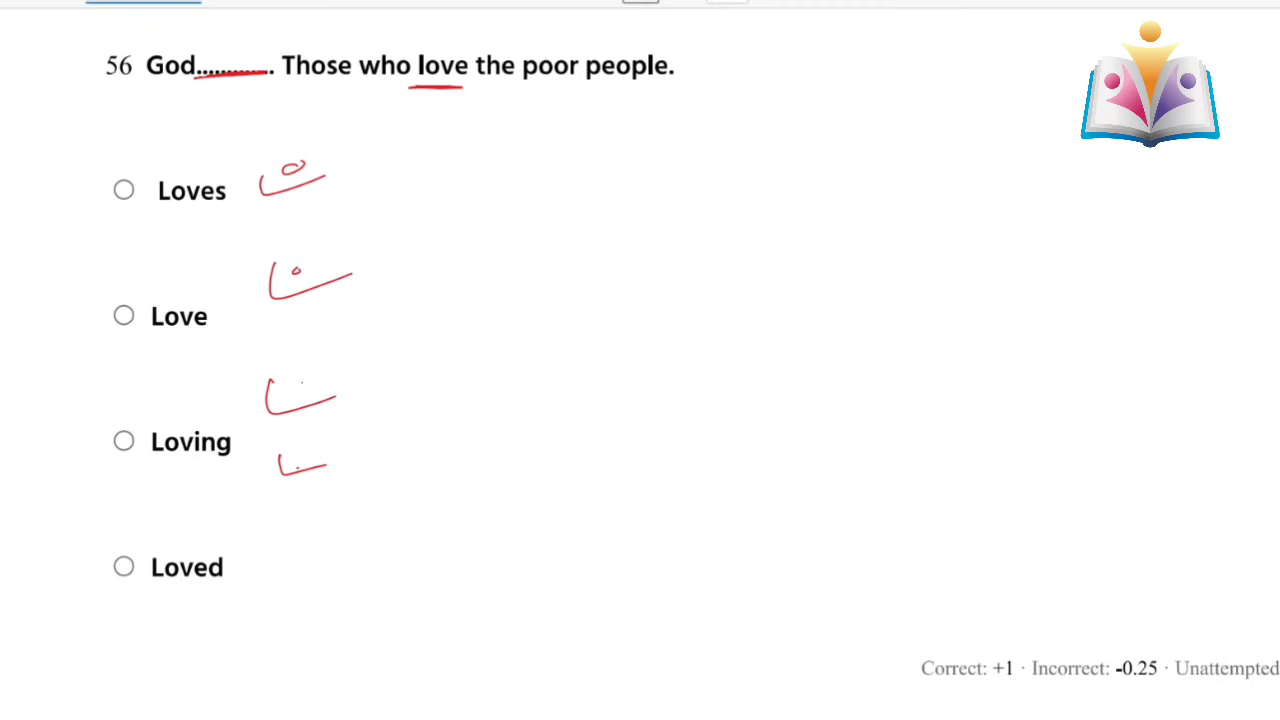 56 God............ Those who love the poor people.
Loves
Love
Loving
Loved
Correct: +1 · Incorrect: -0.25 · Unattempted